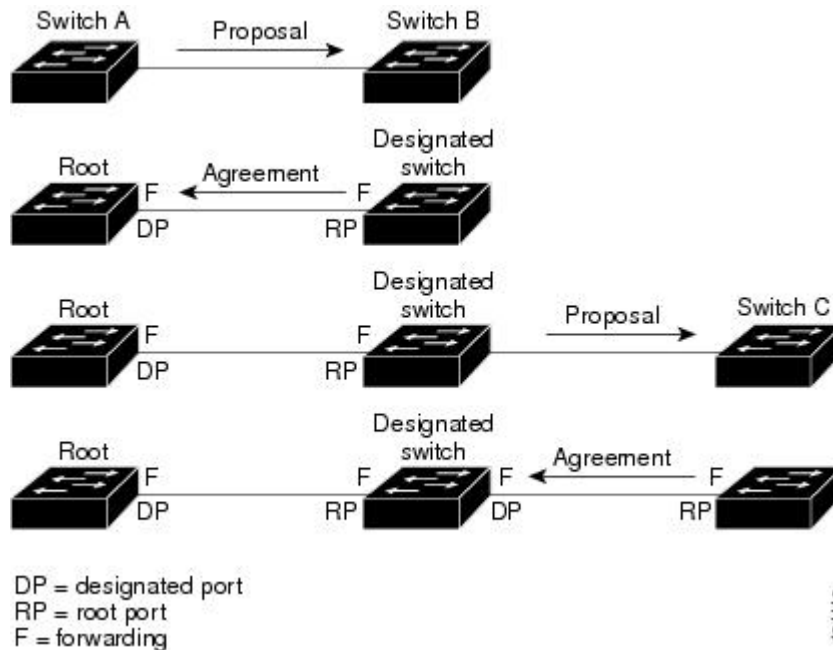 Switch A
Proposal
Switch B
Root
F
DP
Agreement
Designated
switch
F
RP
Root
F
DP
Designated
switch
F
RP
Proposal
Switch C
Root
F
DP
Designated
switch
F
RP
F
DP
Agreement
F
RP
DP = designated port
RP = root port
F = forwarding